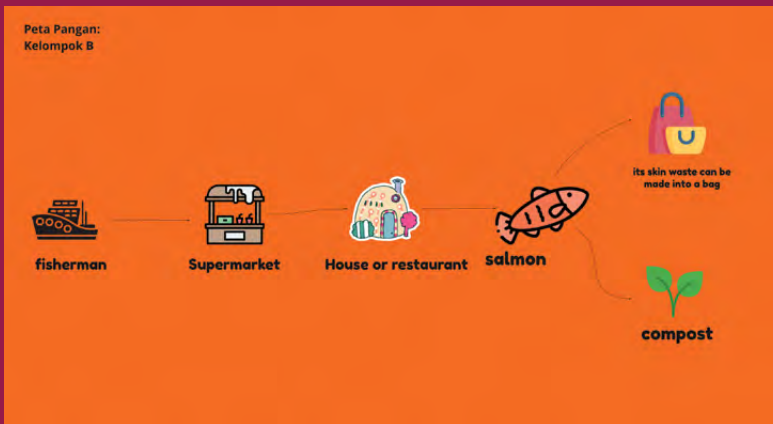 Peta Pangan:
Kelompok B
its skin waste can be
made into a bag
fisherman
Supermarket
House or restaurant
salmon
compost